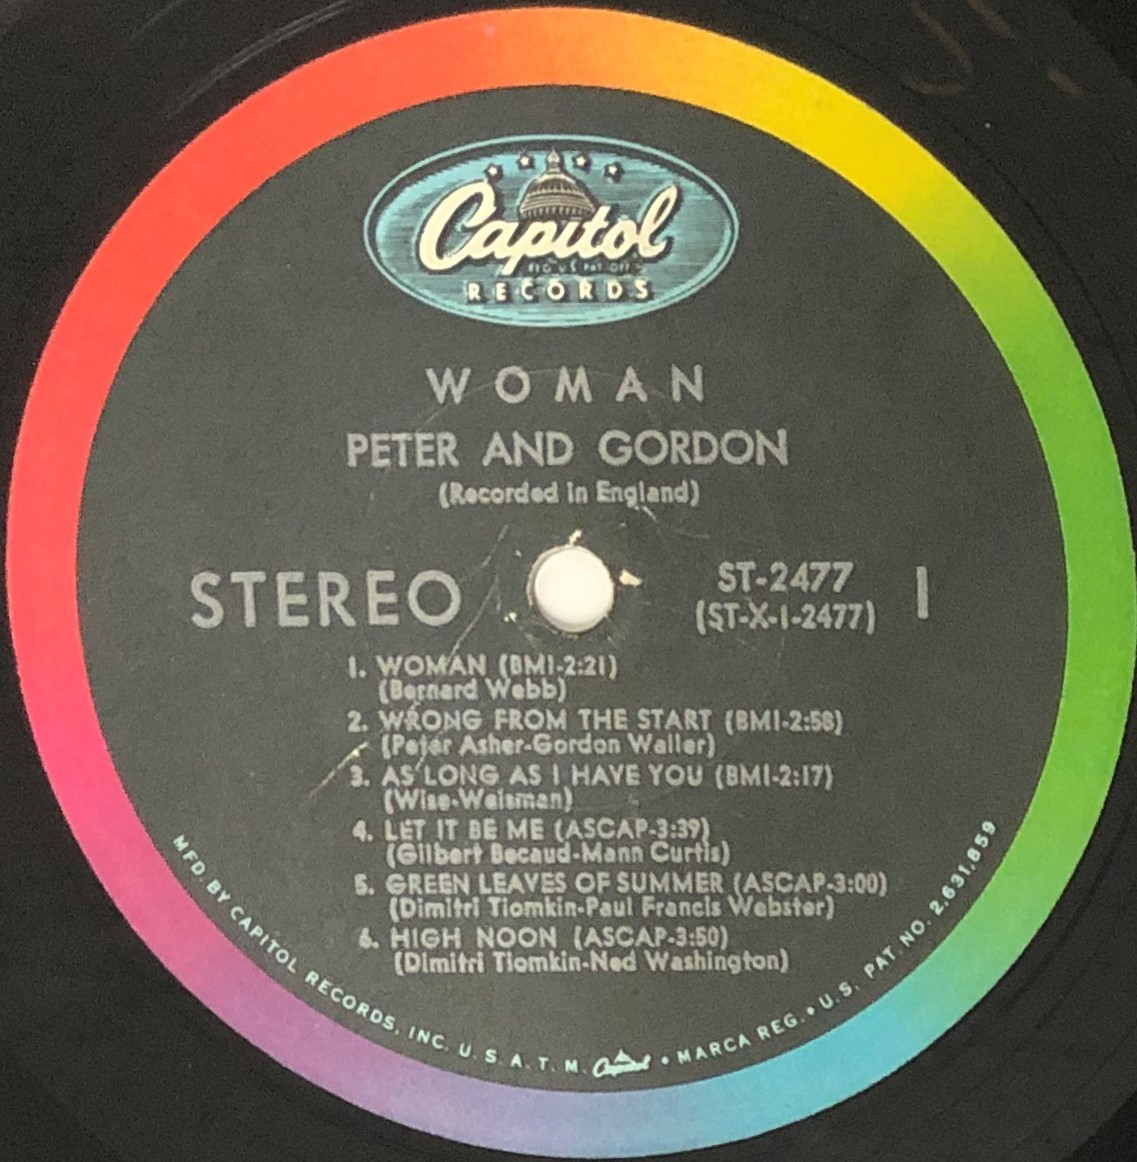 Capitol
REG. U.S. PAT. OFF.
RECORDS
WOMAN
PETER AND GORDON
(Recorded in England)
STEREO
ST-2477
(ST-X-1-2477)
1
1. WOMAN (BMI-2:21)
(Bernard Webb)
2. WRONG FROM THE START (BMI-2:58)
(Peter Asher-Gordon Waller)
3. AS LONG AS I HAVE YOU (BMI-2:17)
(Wise-Weisman)
4. LET IT BE ME (ASCAP-3:39)
(Gilbert Becaud-Mann Curtis)
5. GREEN LEAVES OF SUMMER (ASCAP-3:00)
(Dimitri Tiomkin-Paul Francis Webster)
6. HIGH NOON (ASCAP-3:50)
(Dimitri Tiomkin-Ned Washington)
MFD. BY CAPITOL RECORDS, INC. U. S. A. T. M. Capitol • MARCA REG. • U.S. PAT. NO. 2,631,859